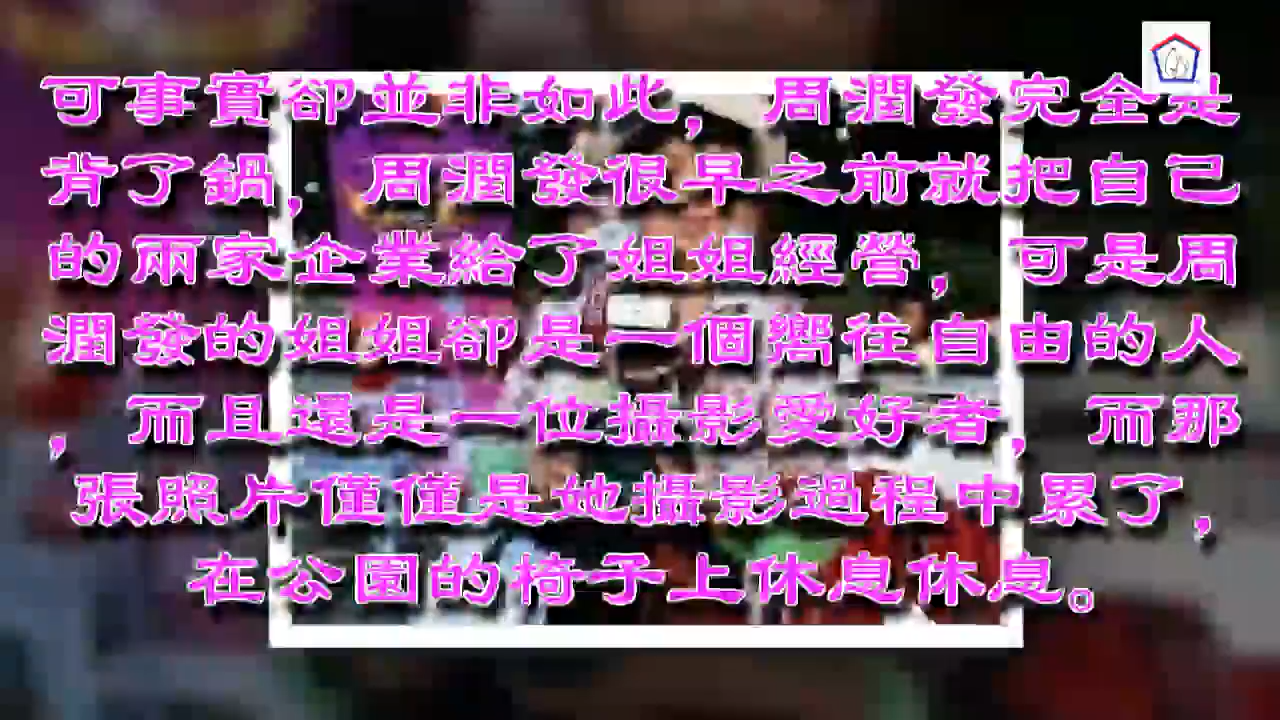 可事實卻並非如此，周潤發完全是
背了鍋，周潤發很早之前就把自己
的兩家企業給了姐姐經營，可是周
潤發的姐姐卻是一個嚮往自由的人
，而且還是一位攝影愛好者，而那
張照片僅僅是她攝影過程中累了，
在公園的椅子上休息休息。